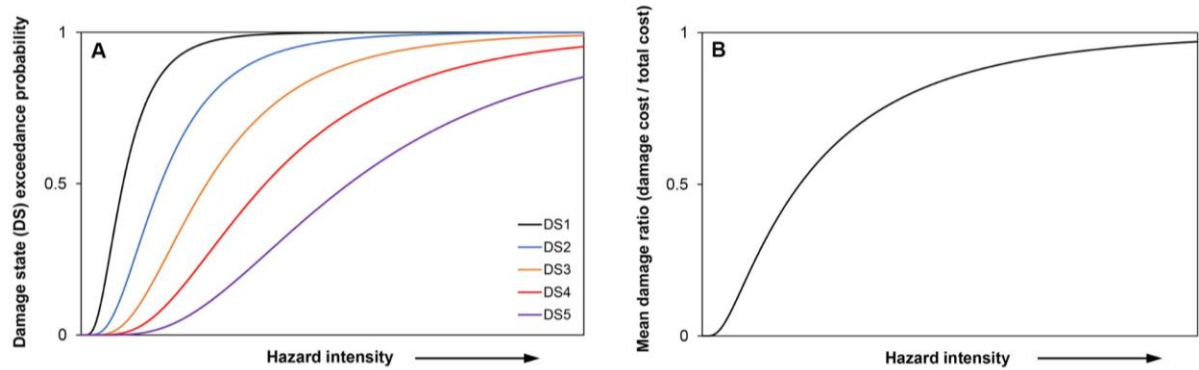 Damage state (DS) exceedance probability
1
0.5
0
A
DS1
DS2
DS3
DS4
DS5
Hazard intensity
Mean damage ratio (damage cost / total cost)
1
0.5
0
B
Hazard intensity